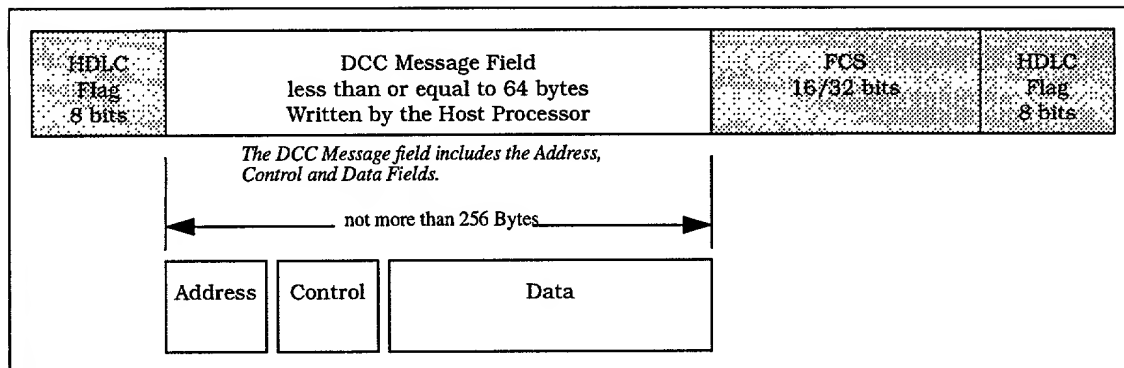 HDLC
Flag
8 bits
DCC Message Field
less than or equal to 64 bytes
Written by the Host Processor
FCS
16/32 bits
HDLC
Flag
8 bits
The DCC Message field includes the Address,
Control and Data Fields.
not more than 256 Bytes
Address
Control
Data